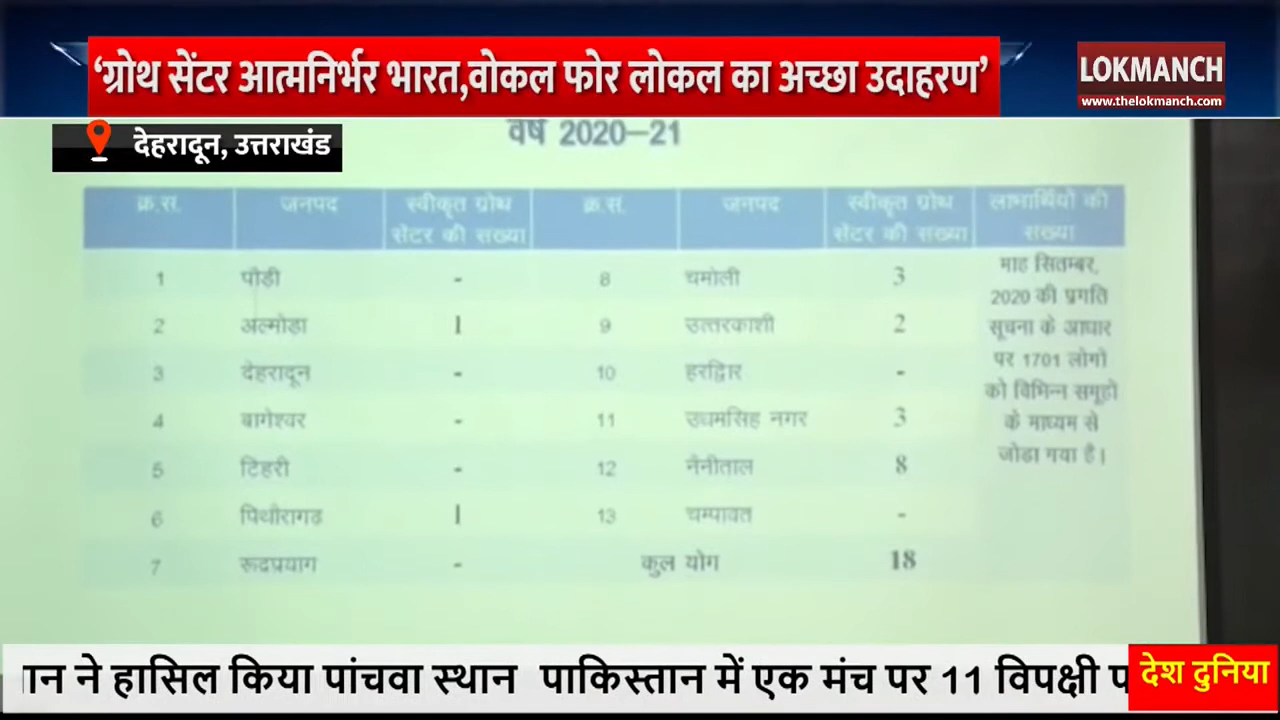 ‘ग्रोथ सेंटर आत्मनिर्भर भारत,वोकल फोर लोकल का अच्छा उदाहरण’
LOKMANCH
www.thelokmanch.com
देहरादून, उत्तराखंड
वर्ष 2020–21
क्र.स. जनपद स्वीकृत ग्रोथ सेंटर की संख्या क्र.स. जनपद स्वीकृत ग्रोथ सेंटर की संख्या लाभार्थियों की संख्या
1 पौड़ी - 8 चमोली 3
2 अल्मोड़ा 1 9 उत्तरकाशी 2
3 देहरादून - 10 हरद्विार -
4 बागेश्वर - 11 उधमसिह नगर 3
5 टिहरी - 12 नैनीताल 8
6 पिथौरागढ 1 13 चम्पावत -
7 रूदप्रयाग - कुल योग 18
माह सितम्बर,
2020 की प्रगति
सूचना के आधार
पर 1701 लोगों
को विभिन्न समूहों
के माध्यम से
जोडा गया है।
ान ने हासिल किया पांचवा स्थान पाकिस्तान में एक मंच पर 11 विपक्षी प
देश दुनिया